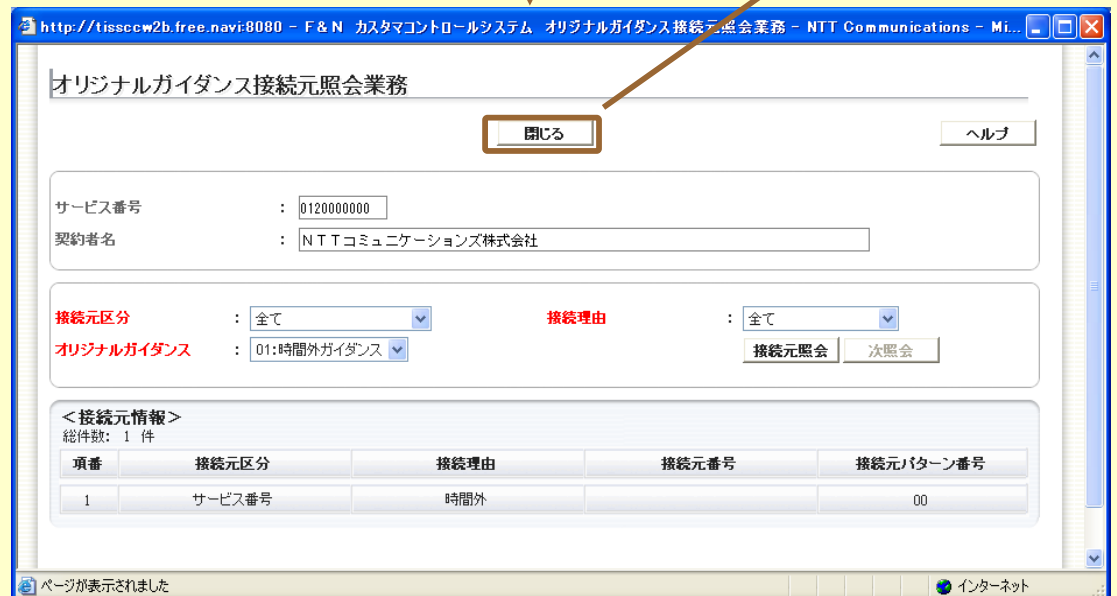 http://tissccw2b.free.navi:8080 - F&N カスタマコントロールシステム オリジナルガイダンス接続元照会業務 - NTT Communications - Mi...
オリジナルガイダンス接続元照会業務
閉じる ヘルプ
サービス番号 : 0120000000
契約者名 : NTTコミュニケーションズ株式会社
接続元区分 : 全て 接続理由 : 全て
オリジナルガイダンス : 01:時間外ガイダンス 接続元照会 次照会
<接続元情報>
総件数: 1 件
項番 接続元区分 接続理由 接続元番号 接続元パターン番号
1 サービス番号 時間外 00
ページが表示されました インターネット